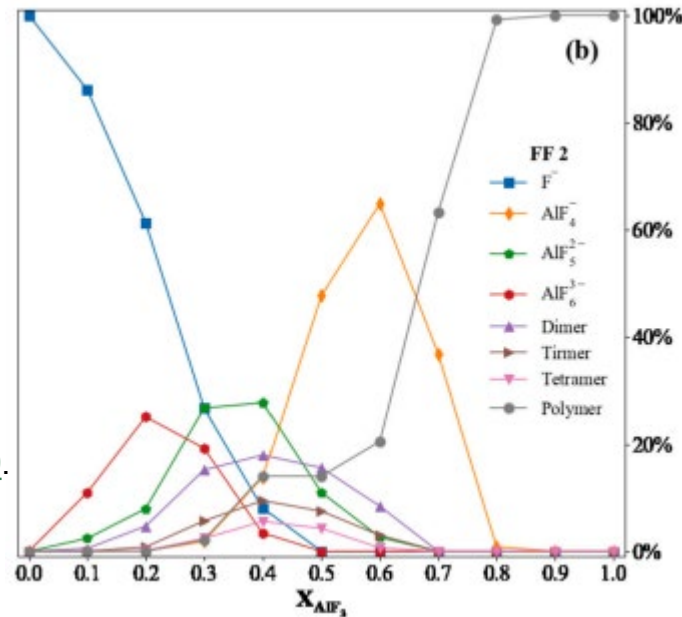 100%
(b)
80%
FF 2
F⁻
AlF₄⁻
AlF₅²⁻
60%
AlF₆³⁻
Dimer
Tirmer
40%
Tetramer
Polymer
20%
.
0%
0.0 0.1 0.2 0.3 0.4 0.5 0.6 0.7 0.8 0.9 1.0
X_AlF₃